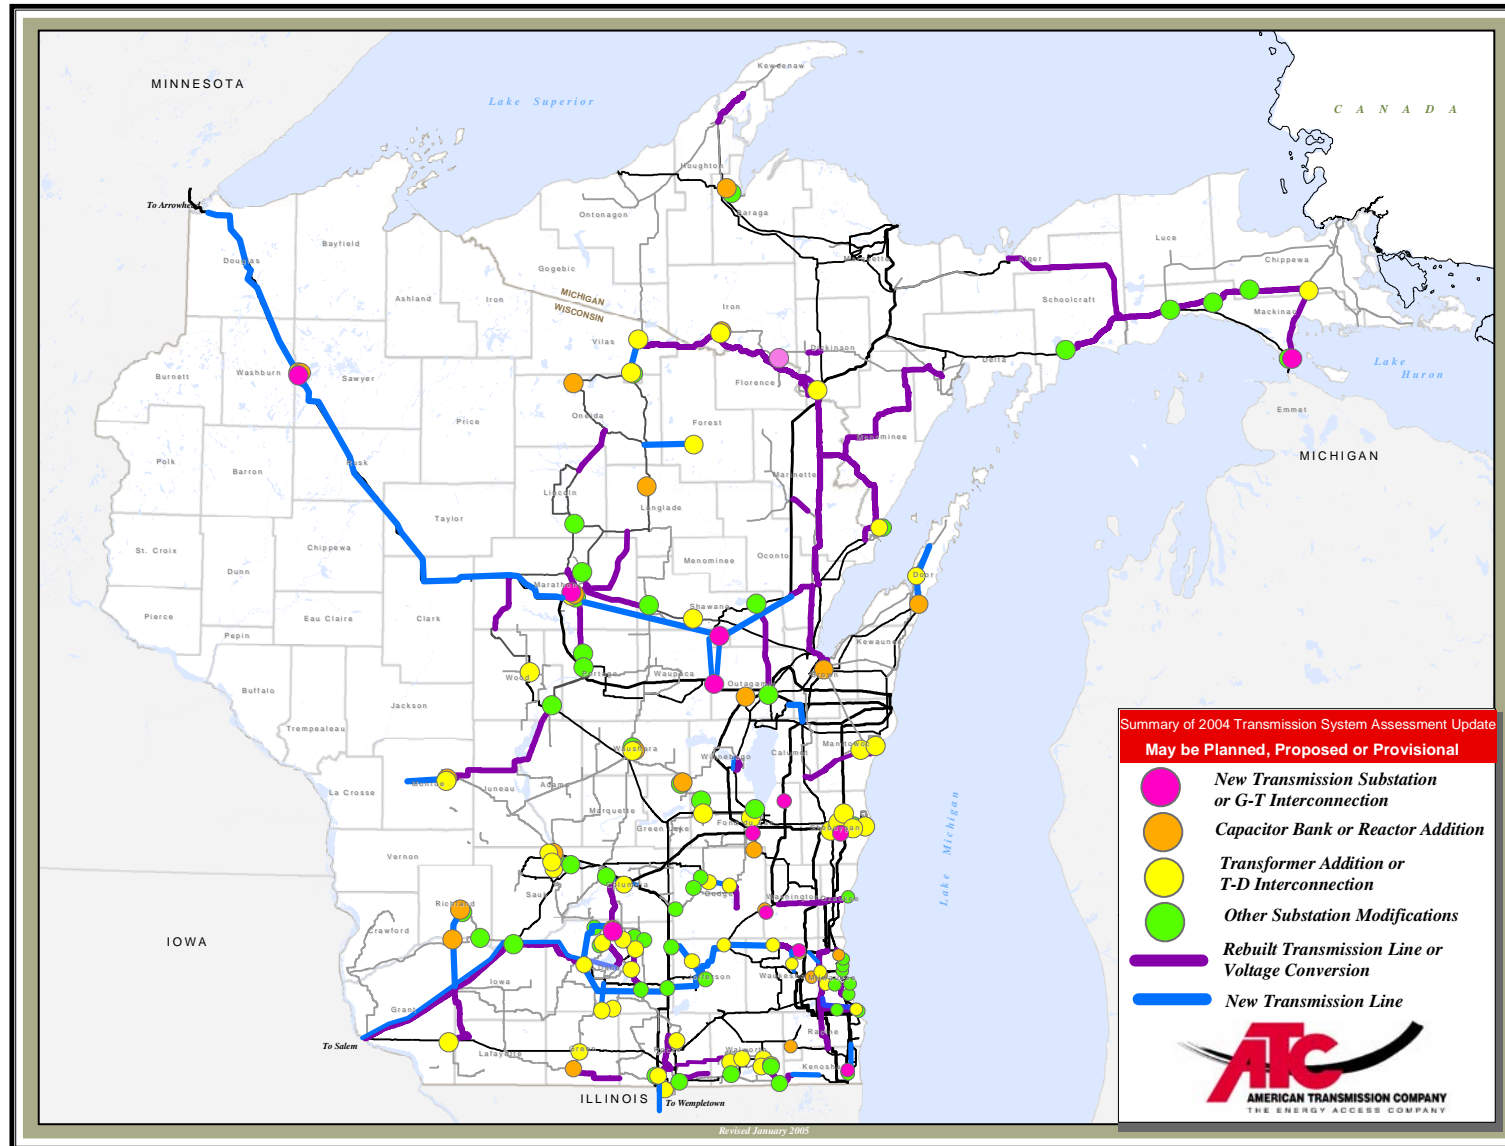 MINNESOTA
Lake Superior
CANADA
Keweenaw
Houghton
Baraga
Ontonagon
To Arrowhead
Douglas
Bayfield
Ashland
Iron
Gogebic
MICHIGAN
WISCONSIN
Iron
Luce
Chippewa
Alger
Schoolcraft
Mackinac
Delta
Dickinson
Vilas
Florence
Lake
Huron
Emmet
MICHIGAN
Burnett
Washburn
Sawyer
Price
Oneida
Forest
Menominee
Marinette
Polk
Barron
Rusk
Lincoln
Langlade
Taylor
St. Croix
Dunn
Chippewa
Marathon
Menominee
Oconto
Door
Shawano
Pierce
Pepin
Eau Claire
Clark
Kewaunee
Buffalo
Jackson
Wood
Portage
Waupaca
Outagamie
Brown
Trempealeau
Waushara
Winnebago
Calumet
Manitowoc
La Crosse
Monroe
Juneau
Adams
Marquette
Green Lake
Fond du Lac
Sheboygan
Lake Michigan
Vernon
Richland
Sauk
Columbia
Dodge
Washington
Ozaukee
Crawford
IOWA
Iowa
Dane
Jefferson
Waukesha
Grant
Lafayette
Green
Rock
Walworth
Racine
Kenosha
To Salem
ILLINOIS
To Wempletown
Revised January 2005
Summary of 2004 Transmission System Assessment Update
May be Planned, Proposed or Provisional
New Transmission Substation
or G-T Interconnection
Capacitor Bank or Reactor Addition
Transformer Addition or
T-D Interconnection
Other Substation Modifications
Rebuilt Transmission Line or
Voltage Conversion
New Transmission Line
ATC
AMERICAN TRANSMISSION COMPANY
THE ENERGY ACCESS COMPANY